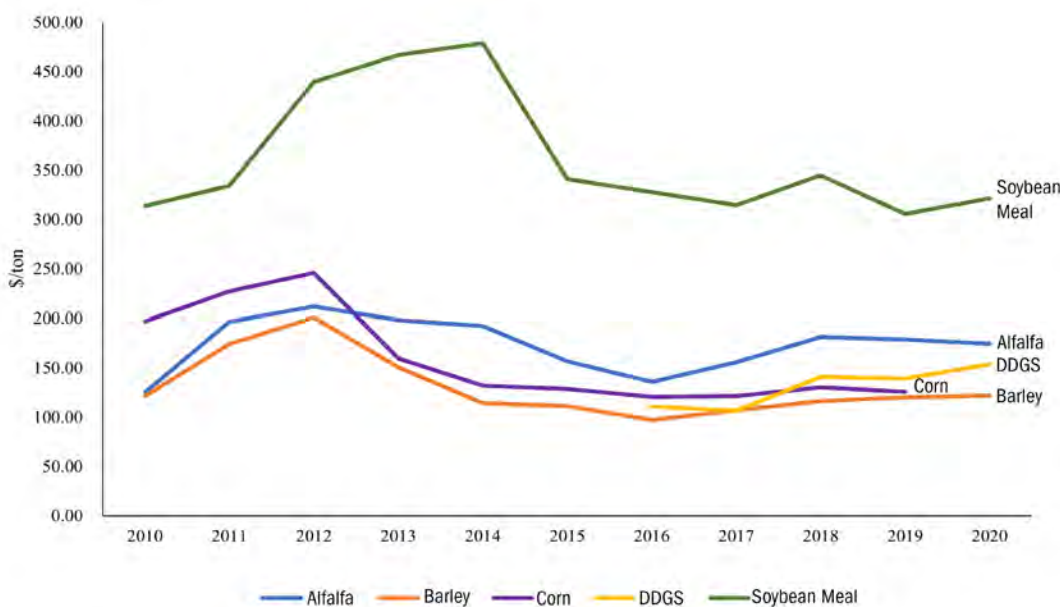 500.00
450.00
400.00
350.00
300.00
250.00
200.00
150.00
100.00
50.00
0.00
$/ton
2010 2011 2012 2013 2014 2015 2016 2017 2018 2019 2020
Soybean
Meal
Alfalfa
DDGS
Corn
Barley
Alfalfa Barley Corn DDGS Soybean Meal